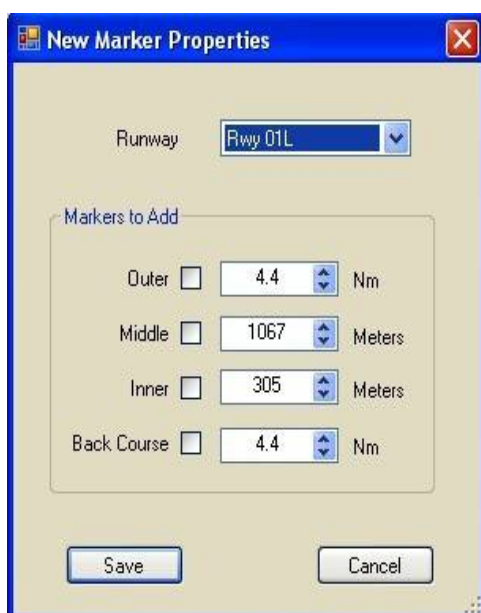 New Marker Properties
Runway Rwy 01L
Markers to Add
Outer 4.4 Nm
Middle 1067 Meters
Inner 305 Meters
Back Course 4.4 Nm
Save Cancel